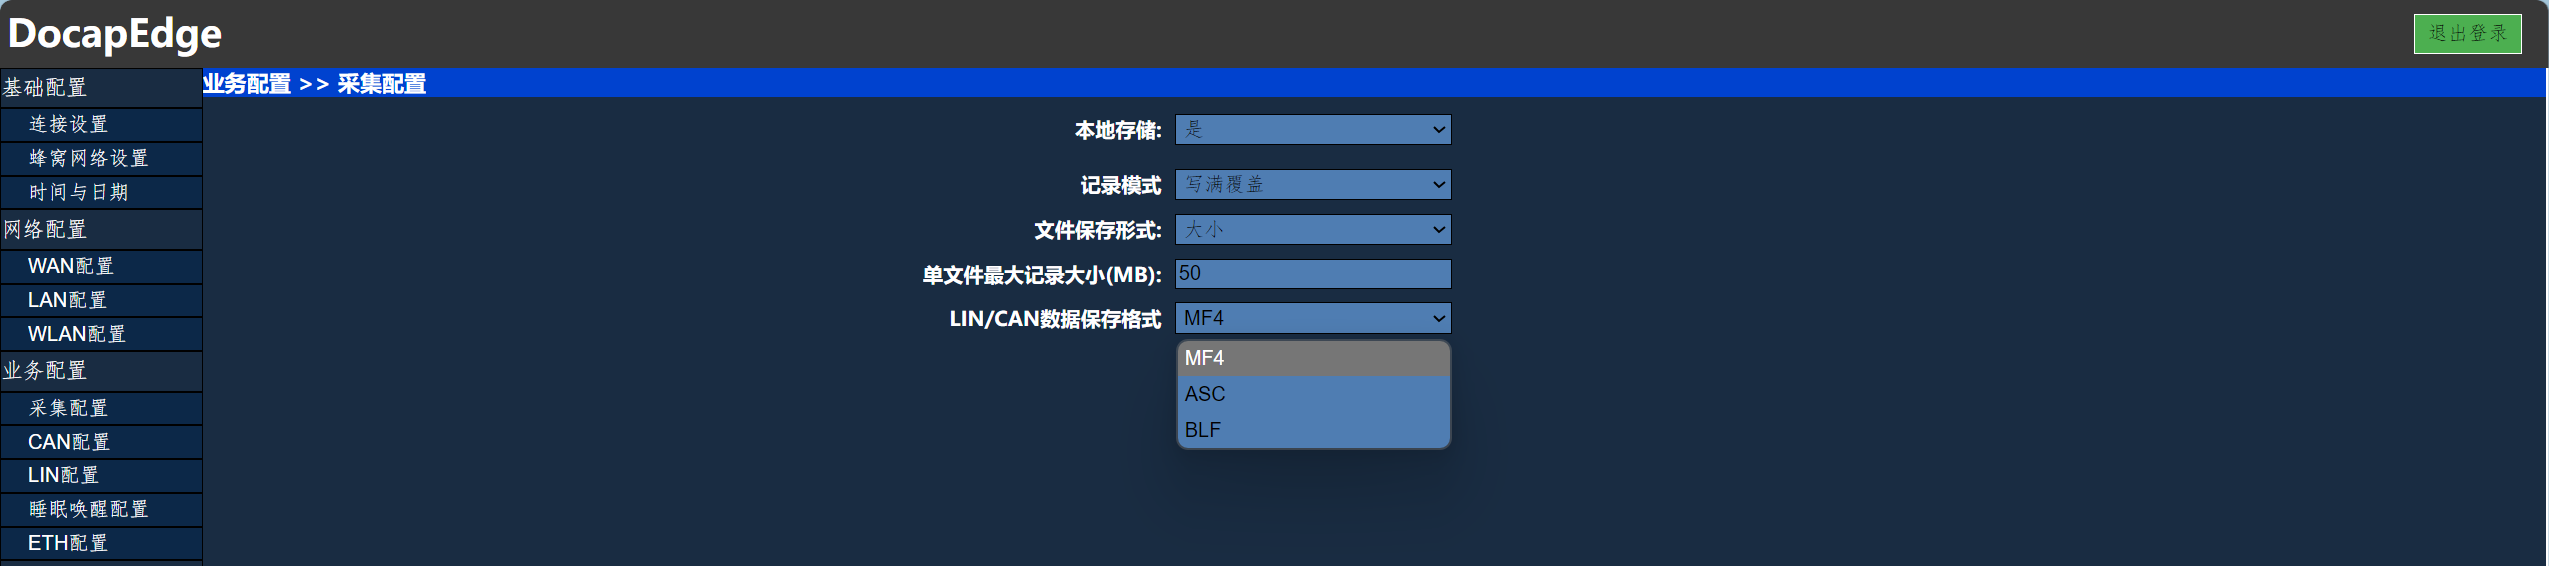 DocapEdge
退出登录
基础配置
连接设置
蜂窝网络设置
时间与日期
网络配置
WAN配置
LAN配置
WLAN配置
业务配置
采集配置
CAN配置
LIN配置
睡眠唤醒配置
ETH配置
业务配置 >> 采集配置
本地存储: 是
记录模式 写满覆盖
文件保存形式: 大小
单文件最大记录大小(MB): 50
LIN/CAN数据保存格式 MF4
MF4
ASC
BLF